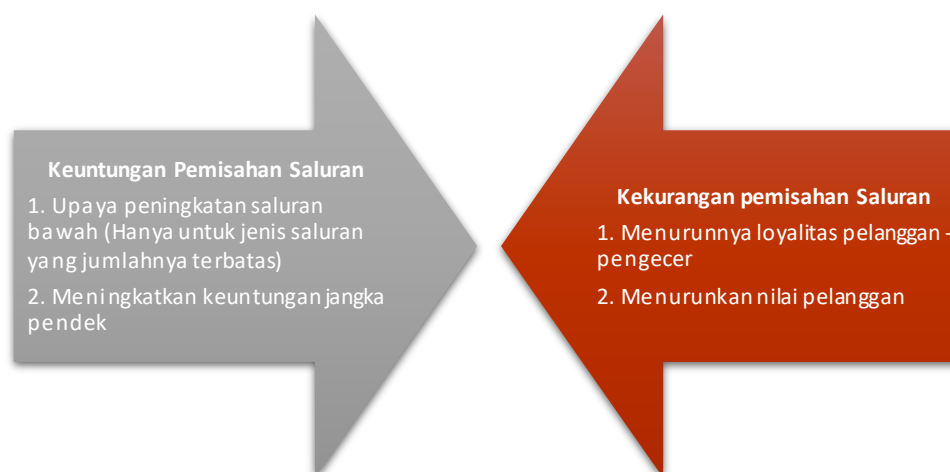 Keuntungan Pemisahan Saluran
1. Upaya peningkatan saluran
bawah (Hanya untuk jenis saluran
yang jumlahnya terbatas)
2. Meningkatkan keuntungan jangka
pendek
Kekurangan pemisahan Saluran
1. Menurunnya loyalitas pelanggan -
pengecer
2. Menurunkan nilai pelanggan